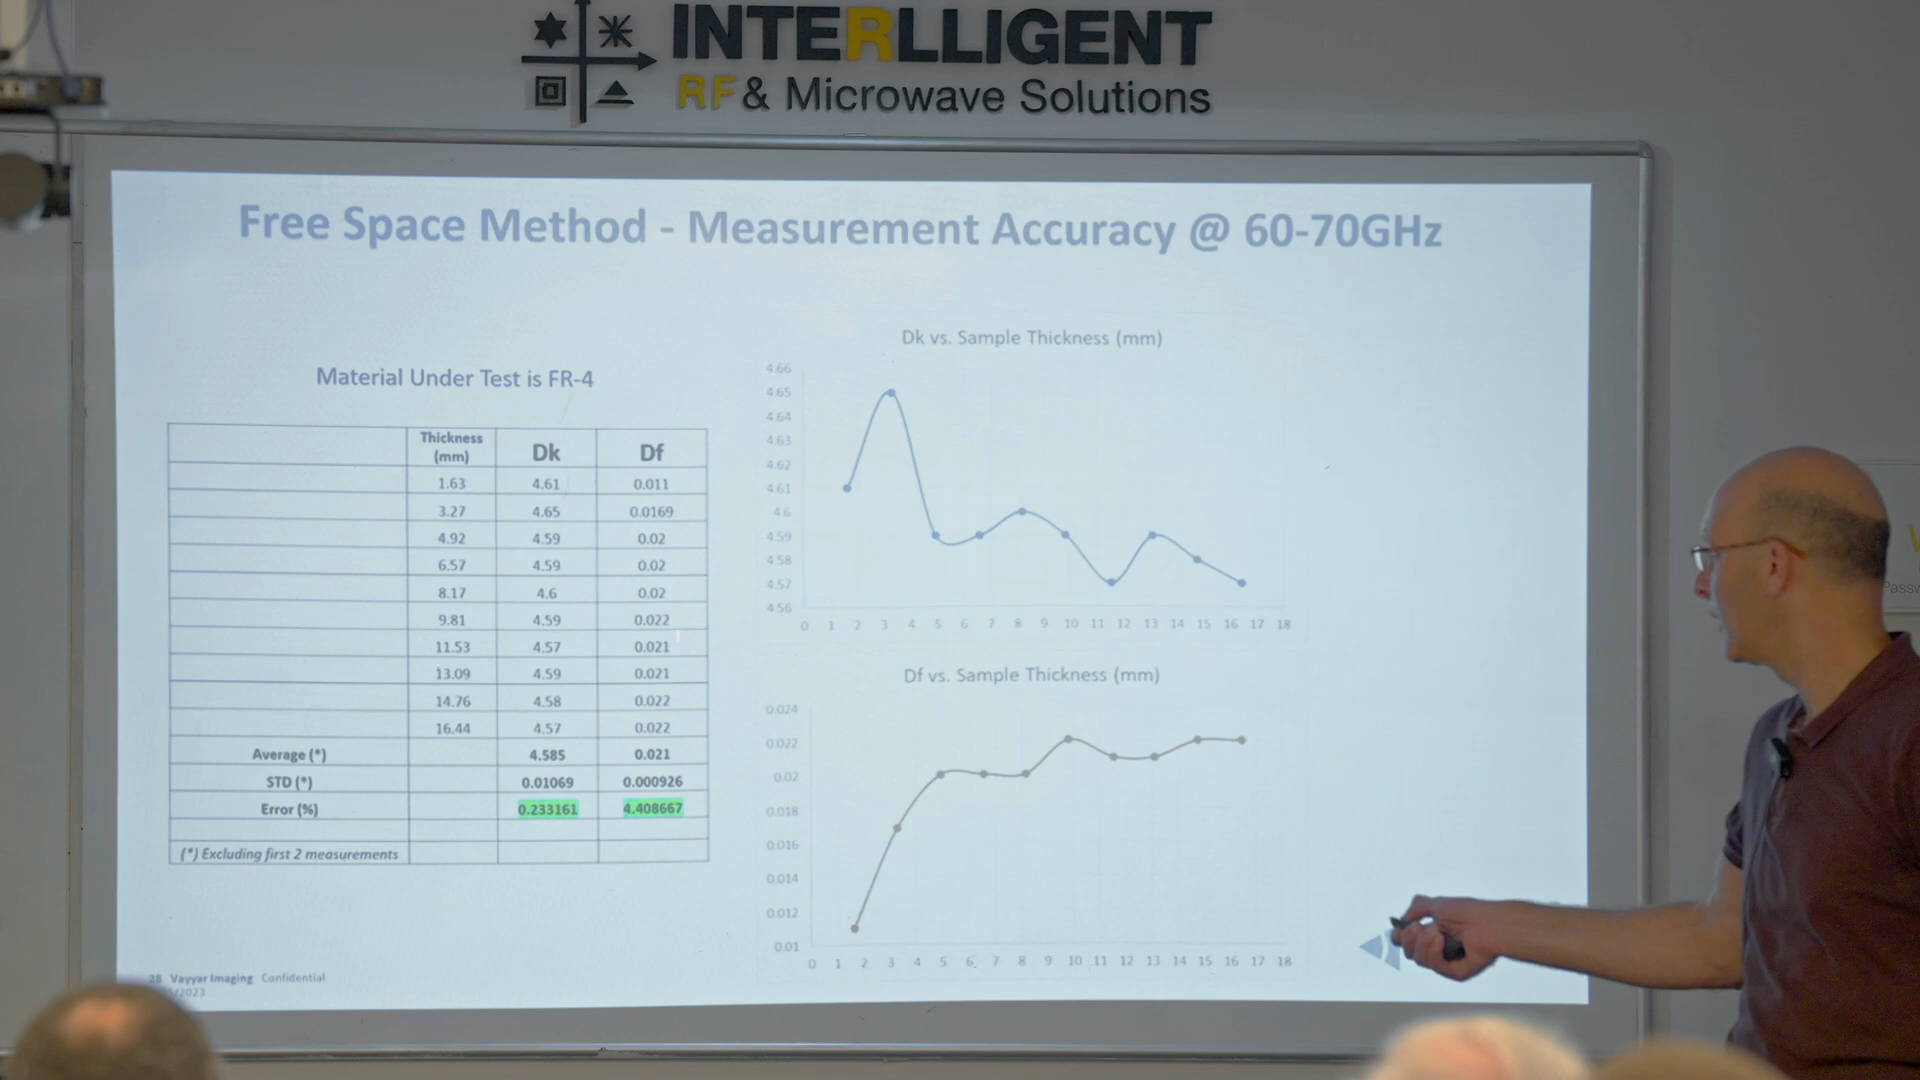 INTERLLIGENT
RF & Microwave Solutions
Free Space Method - Measurement Accuracy @ 60-70GHz
Material Under Test is FR-4
Thickness (mm) Dk Df
1.63 4.61 0.011
3.27 4.65 0.0169
4.92 4.59 0.02
6.57 4.59 0.02
8.17 4.6 0.02
9.81 4.59 0.022
11.53 4.57 0.021
13.09 4.59 0.021
14.76 4.58 0.022
16.44 4.57 0.022
Average (*) 4.585 0.021
STD (*) 0.01069 0.000926
Error (%) 0.233161 4.408667
(*) Excluding first 2 measurements
Dk vs. Sample Thickness (mm)
4.66
4.65
4.64
4.63
4.62
4.61
4.6
4.59
4.58
4.57
4.56
0 1 2 3 4 5 6 7 8 9 10 11 12 13 14 15 16 17 18
Df vs. Sample Thickness (mm)
0.024
0.022
0.02
0.018
0.016
0.014
0.012
0.01
0 1 2 3 4 5 6 7 8 9 10 11 12 13 14 15 16 17 18
28 Vayyar Imaging Confidential
/2023